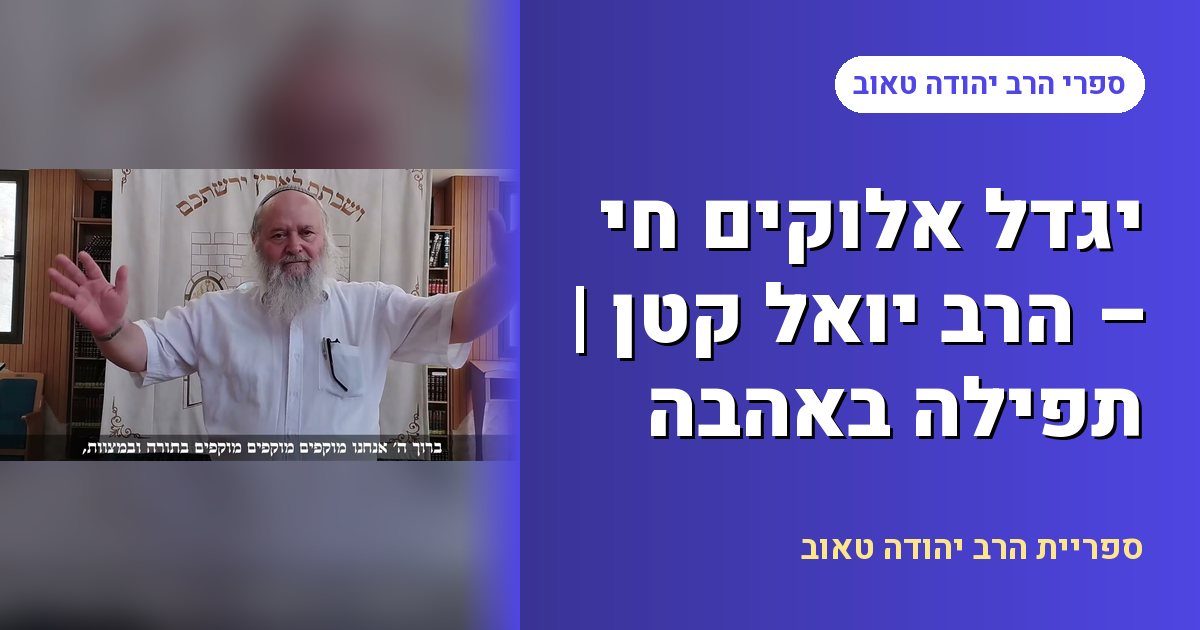 ספרי הרב יהודה טאוב
יגדל אלוקים חי
– הרב יואל קטן |
תפילה באהבה
ספריית הרב יהודה טאוב
וישבתם לארץ ירשתכם
ברוך ה' אנחנו מוקפים מוקפים מוקפים בתורה ובמצוות,